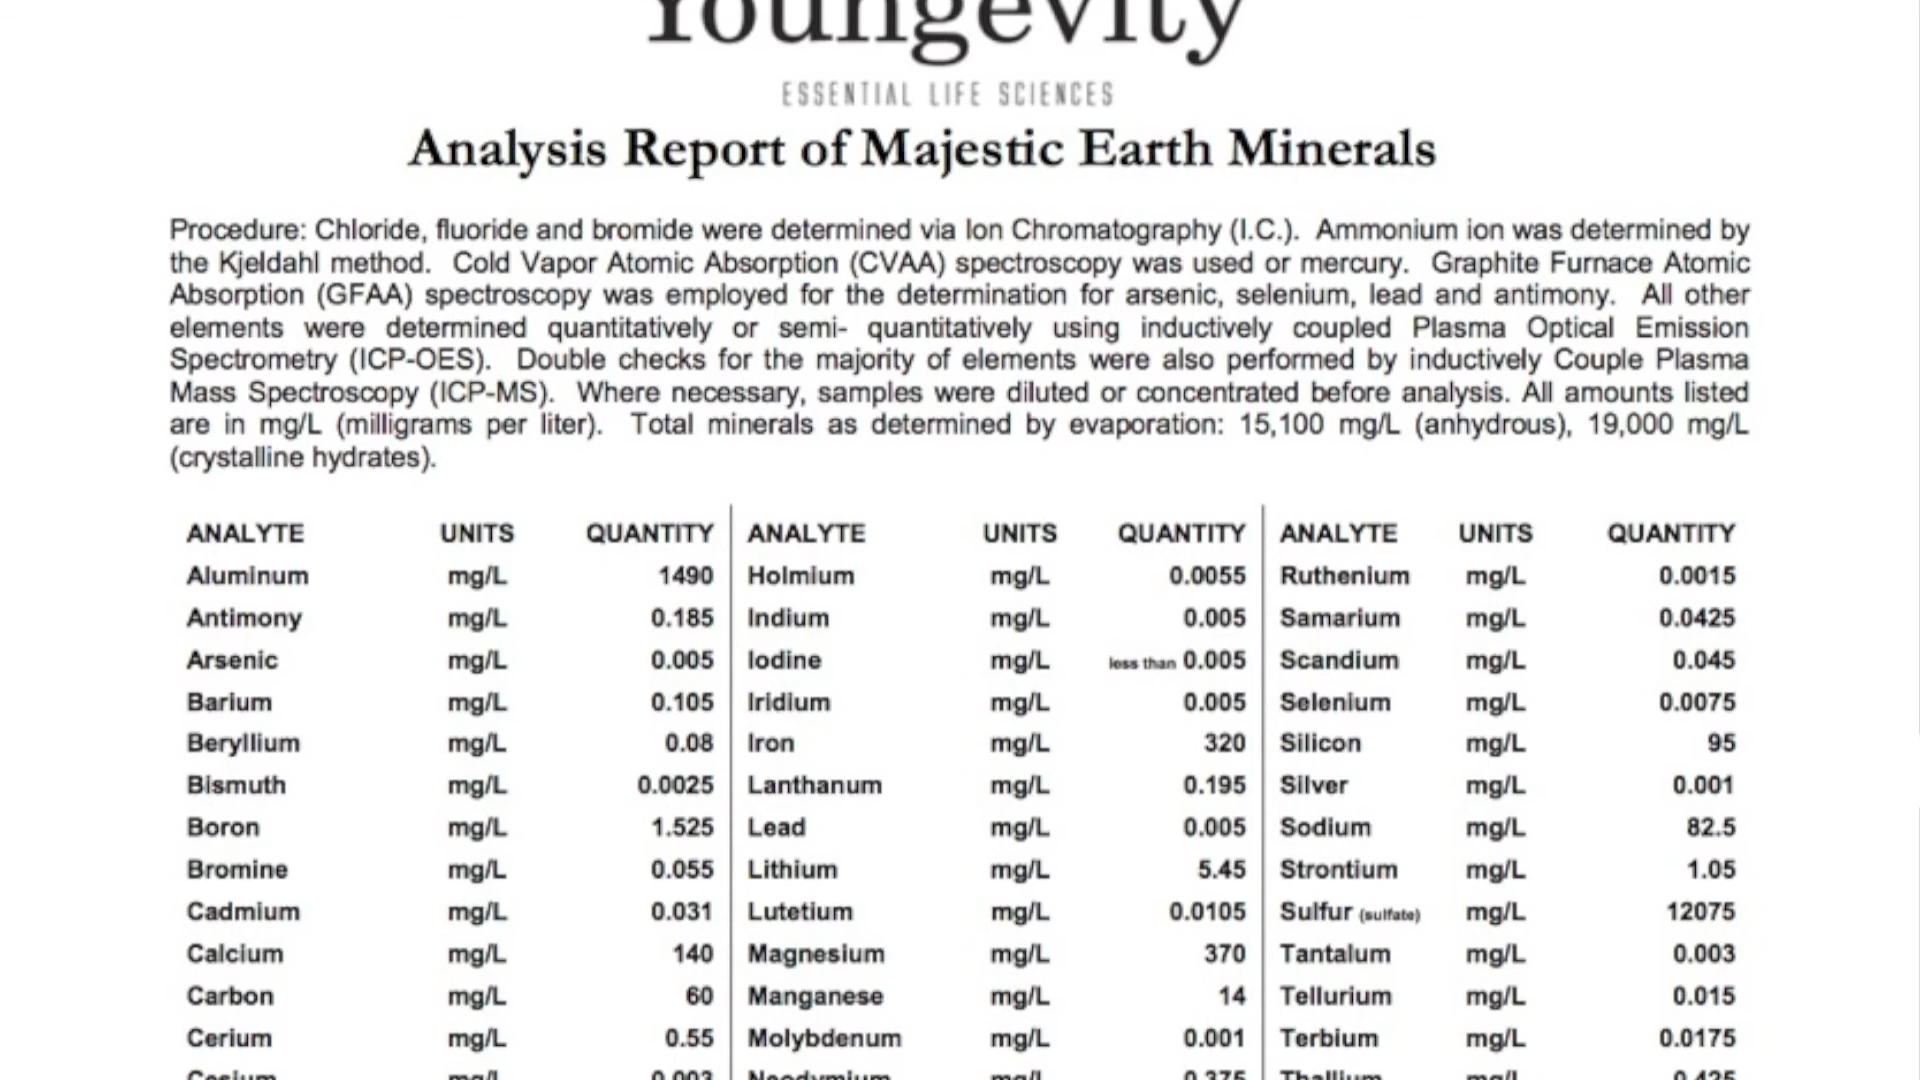 Youngevity
ESSENTIAL LIFE SCIENCES
Analysis Report of Majestic Earth Minerals
Procedure: Chloride, fluoride and bromide were determined via Ion Chromatography (I.C.). Ammonium ion was determined by
the Kjeldahl method. Cold Vapor Atomic Absorption (CVAA) spectroscopy was used or mercury. Graphite Furnace Atomic
Absorption (GFAA) spectroscopy was employed for the determination for arsenic, selenium, lead and antimony. All other
elements were determined quantitatively or semi- quantitatively using inductively coupled Plasma Optical Emission
Spectrometry (ICP-OES). Double checks for the majority of elements were also performed by inductively Couple Plasma
Mass Spectroscopy (ICP-MS). Where necessary, samples were diluted or concentrated before analysis. All amounts listed
are in mg/L (milligrams per liter). Total minerals as determined by evaporation: 15,100 mg/L (anhydrous), 19,000 mg/L
(crystalline hydrates).
ANALYTE UNITS QUANTITY ANALYTE UNITS QUANTITY ANALYTE UNITS QUANTITY
Aluminum mg/L 1490 Holmium mg/L 0.0055 Ruthenium mg/L 0.0015
Antimony mg/L 0.185 Indium mg/L 0.005 Samarium mg/L 0.0425
Arsenic mg/L 0.005 Iodine mg/L less than 0.005 Scandium mg/L 0.045
Barium mg/L 0.105 Iridium mg/L 0.005 Selenium mg/L 0.0075
Beryllium mg/L 0.08 Iron mg/L 320 Silicon mg/L 95
Bismuth mg/L 0.0025 Lanthanum mg/L 0.195 Silver mg/L 0.001
Boron mg/L 1.525 Lead mg/L 0.005 Sodium mg/L 82.5
Bromine mg/L 0.055 Lithium mg/L 5.45 Strontium mg/L 1.05
Cadmium mg/L 0.031 Lutetium mg/L 0.0105 Sulfur (sulfate) mg/L 12075
Calcium mg/L 140 Magnesium mg/L 370 Tantalum mg/L 0.003
Carbon mg/L 60 Manganese mg/L 14 Tellurium mg/L 0.015
Cerium mg/L 0.55 Molybdenum mg/L 0.001 Terbium mg/L 0.0175
Cesium mg/L 0.003 Neodymium mg/L 0.375 Thallium mg/L 0.425